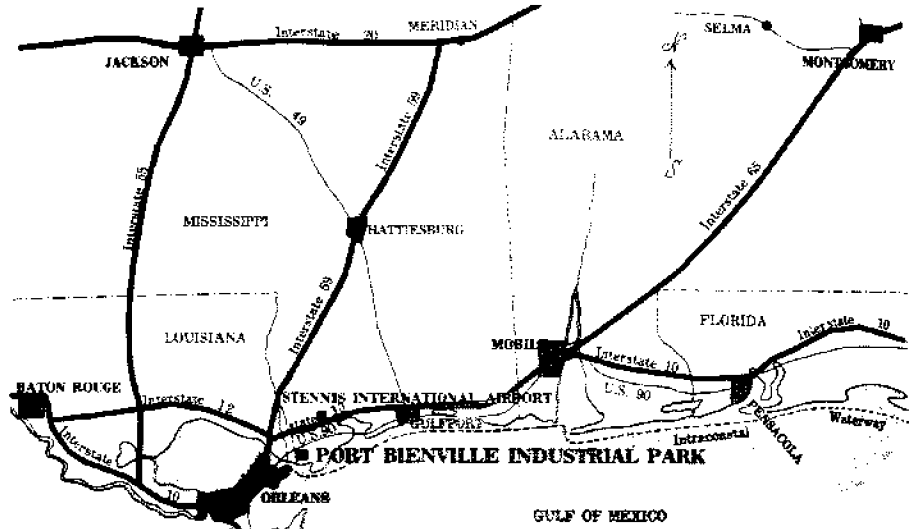 Interstate 20
MERIDIAN
SELMA
JACKSON
MONTGOMERY
N
U.S. 49
Interstate 59
ALABAMA
S
Interstate 65
Interstate 55
MISSISSIPPI
HATTIESBURG
Interstate 59
LOUISIANA
FLORIDA
Interstate 10
MOBILE
Interstate 10
BATON ROUGE
U.S. 90
Interstate 12
STENNIS INTERNATIONAL AIRPORT
U.S. 90
GULFPORT
PENSACOLA
Intracoastal Waterway
PORT BIENVILLE INDUSTRIAL PARK
Interstate 10
ORLEANS
GULF OF MEXICO